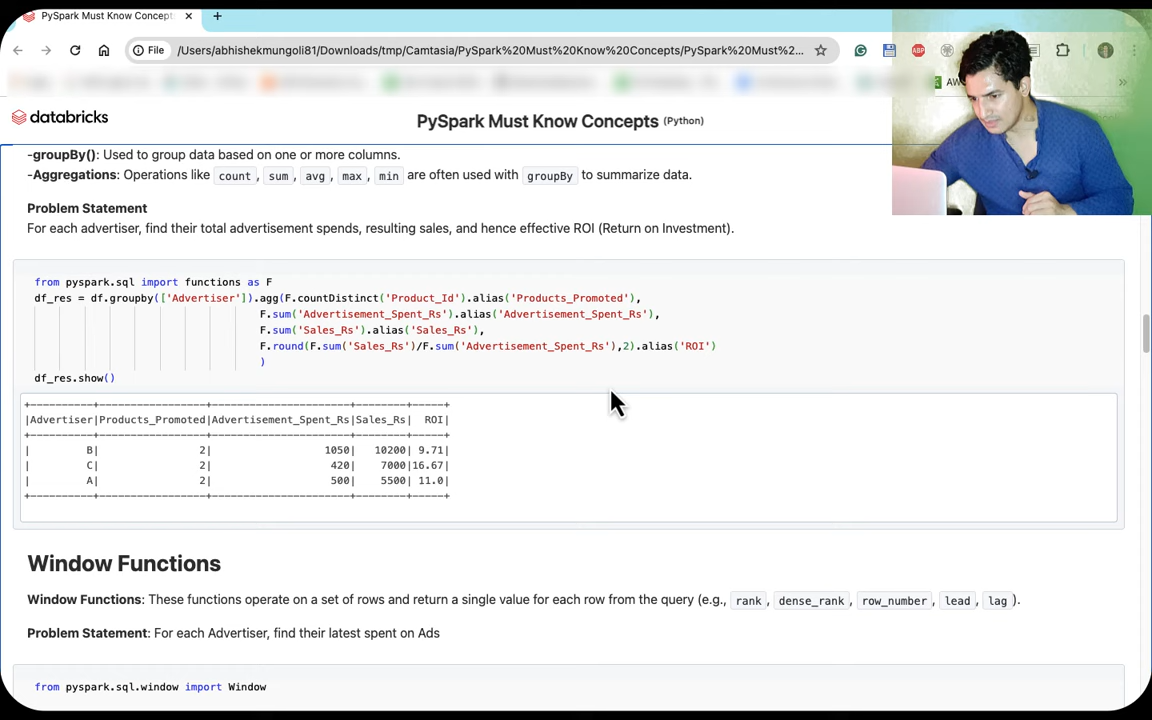 PySpark Must Know Concept
File
/Users/abhishekmungoli81/Downloads/tmp/Camtasia/PySpark%20Must%20Know%20Concepts/PySpark%20Must%2...
ABP
AW
databricks
PySpark Must Know Concepts (Python)
-groupBy(): Used to group data based on one or more columns.
-Aggregations: Operations like count, sum, avg, max, min are often used with groupBy to summarize data.
Problem Statement
For each advertiser, find their total advertisement spends, resulting sales, and hence effective ROI (Return on Investment).
from pyspark.sql import functions as F
df_res = df.groupby(['Advertiser']).agg(F.countDistinct('Product_Id').alias('Products_Promoted'),
F.sum('Advertisement_Spent_Rs').alias('Advertisement_Spent_Rs'),
F.sum('Sales_Rs').alias('Sales_Rs'),
F.round(F.sum('Sales_Rs')/F.sum('Advertisement_Spent_Rs'),2).alias('ROI')
)
df_res.show()
+----------+-----------------+----------------------+--------+-----+
|Advertiser|Products_Promoted|Advertisement_Spent_Rs|Sales_Rs|  ROI|
+----------+-----------------+----------------------+--------+-----+
|         B|                2|                  1050|   10200| 9.71|
|         C|                2|                   420|    7000|16.67|
|         A|                2|                   500|    5500| 11.0|
+----------+-----------------+----------------------+--------+-----+
Window Functions
Window Functions: These functions operate on a set of rows and return a single value for each row from the query (e.g., rank, dense_rank, row_number, lead, lag).
Problem Statement: For each Advertiser, find their latest spent on Ads
from pyspark.sql.window import Window